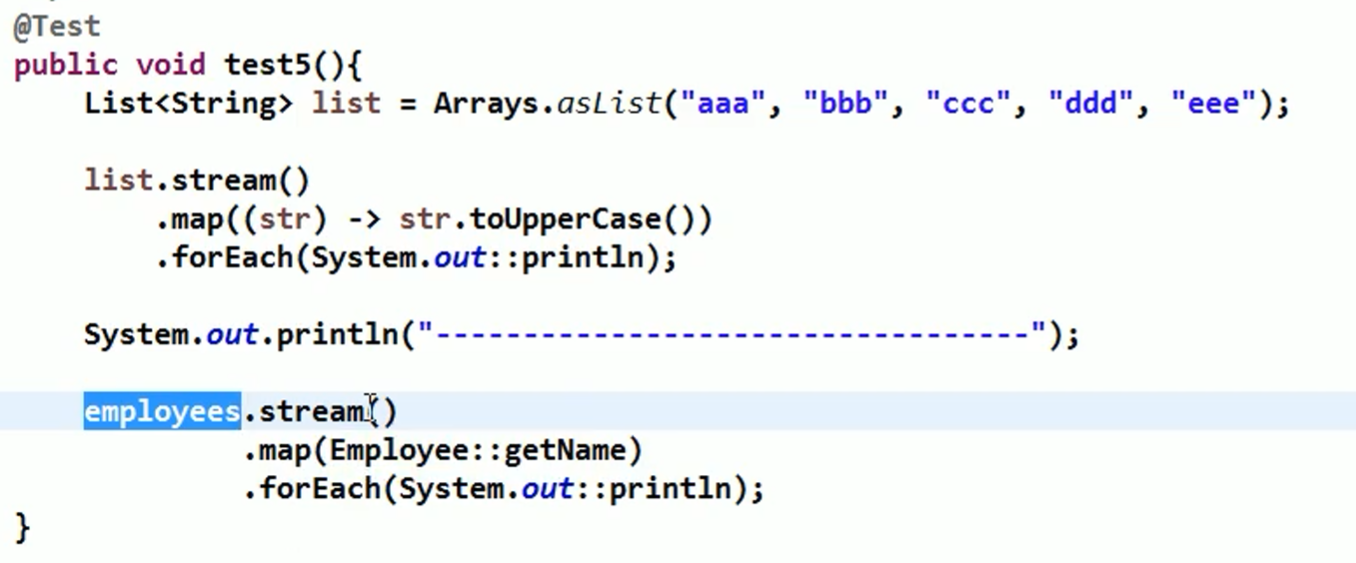 @Test
public void test5(){
List<String> list = Arrays.asList("aaa", "bbb", "ccc", "ddd", "eee");
list.stream()
.map((str) -> str.toUpperCase())
.forEach(System.out::println);
System.out.println("----------------------------------");
employees.stream()
.map(Employee::getName)
.forEach(System.out::println);
}